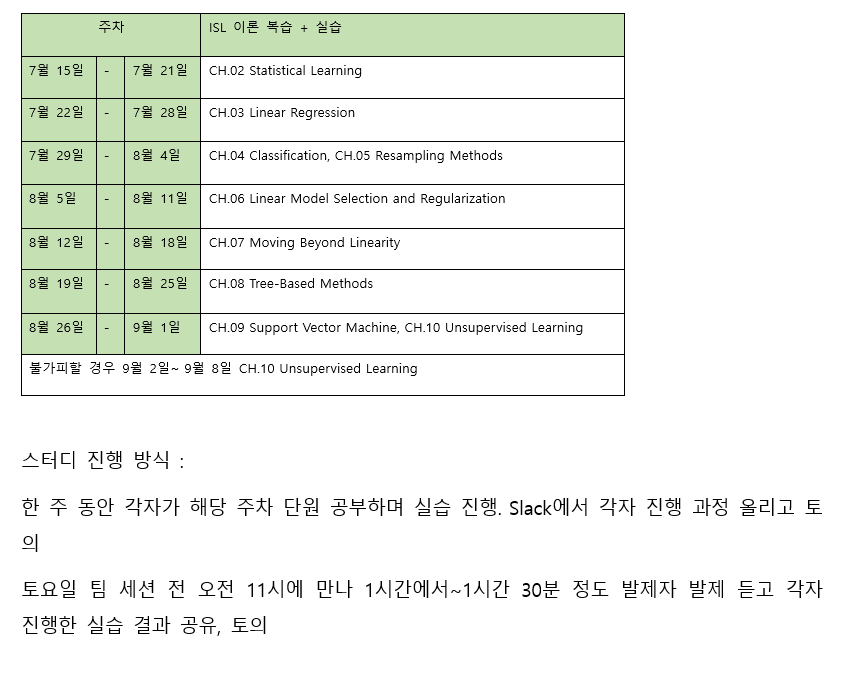 주차 ISL 이론 복습 + 실습
7월 15일 - 7월 21일 CH.02 Statistical Learning
7월 22일 - 7월 28일 CH.03 Linear Regression
7월 29일 - 8월 4일 CH.04 Classification, CH.05 Resampling Methods
8월 5일 - 8월 11일 CH.06 Linear Model Selection and Regularization
8월 12일 - 8월 18일 CH.07 Moving Beyond Linearity
8월 19일 - 8월 25일 CH.08 Tree-Based Methods
8월 26일 - 9월 1일 CH.09 Support Vector Machine, CH.10 Unsupervised Learning
불가피할 경우 9월 2일~ 9월 8일 CH.10 Unsupervised Learning
스터디 진행 방식 :
한 주 동안 각자가 해당 주차 단원 공부하며 실습 진행. Slack에서 각자 진행 과정 올리고 토
의
토요일 팀 세션 전 오전 11시에 만나 1시간에서~1시간 30분 정도 발제자 발제 듣고 각자
진행한 실습 결과 공유, 토의